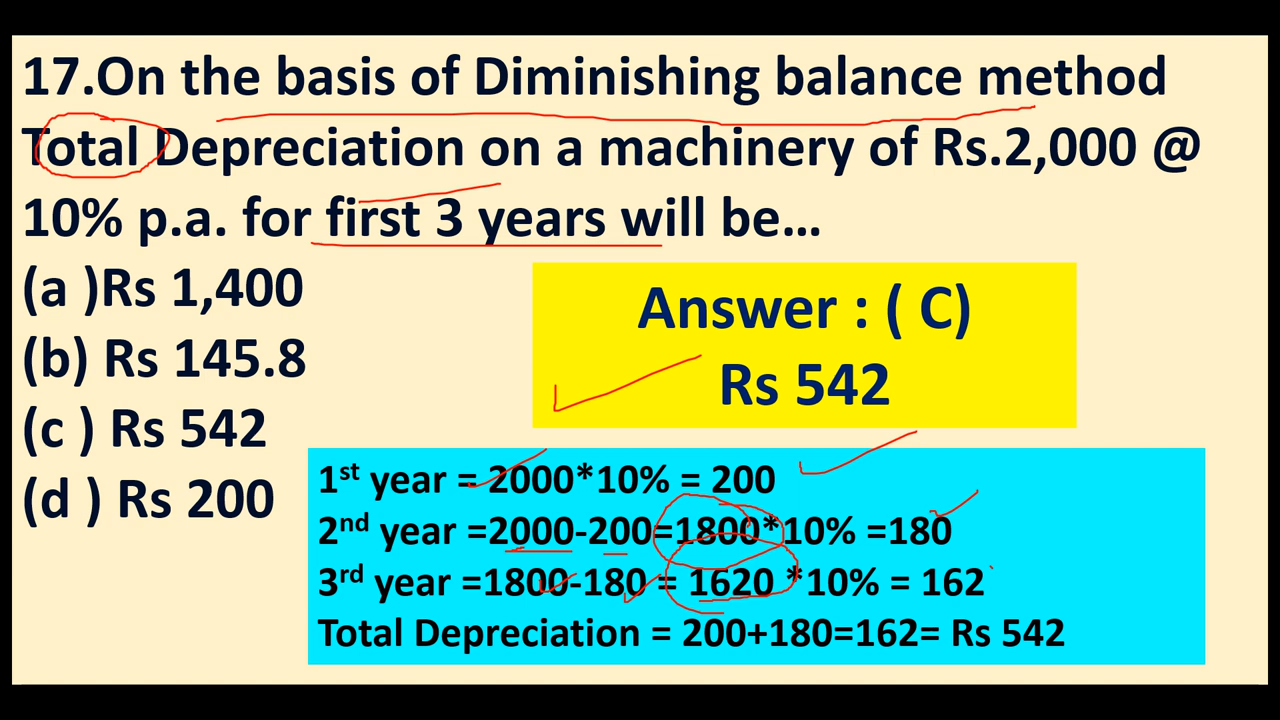 17.On the basis of Diminishing balance method
Total Depreciation on a machinery of Rs.2,000 @
10% p.a. for first 3 years will be...
(a )Rs 1,400
(b) Rs 145.8
(c ) Rs 542
(d ) Rs 200
Answer : ( C)
Rs 542
1st year = 2000*10% = 200
2nd year =2000-200=1800*10% =180
3rd year =1800-180 = 1620 *10% = 162
Total Depreciation = 200+180=162= Rs 542